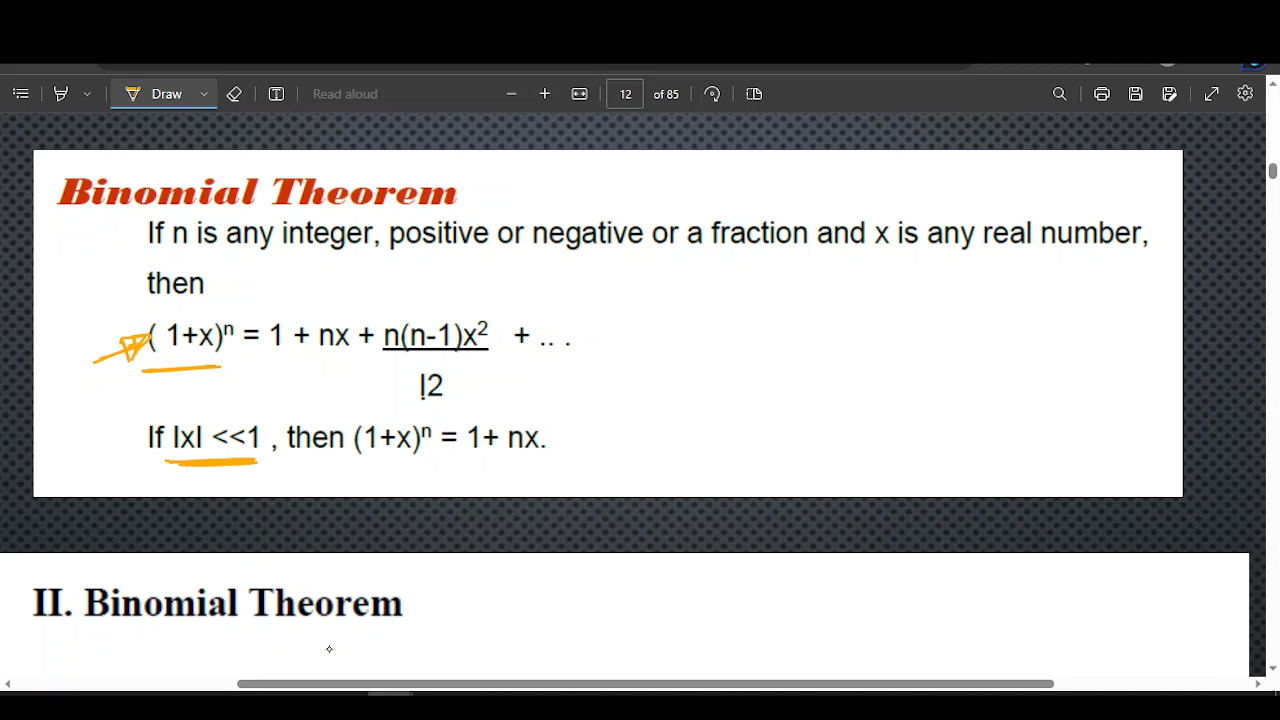 Draw
Read aloud
12 of 85
Binomial Theorem
If n is any integer, positive or negative or a fraction and x is any real number,
then
( 1+x)ⁿ = 1 + nx + n(n-1)x² + .. .
|2
If IxI <<1 , then (1+x)ⁿ = 1+ nx.
II. Binomial Theorem